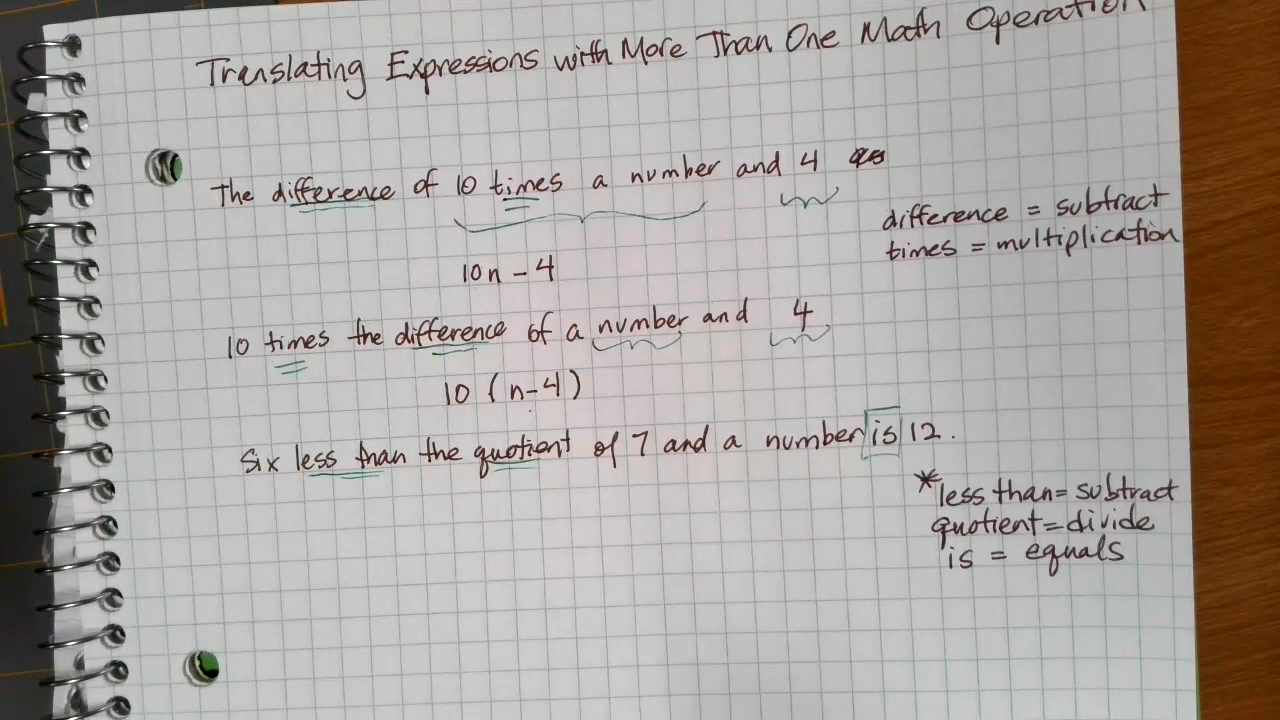 Translating Expressions with More Than One Math Operation
The difference of 10 times a number and 4
difference = subtract
times = multiplication
10n - 4
10 times the difference of a number and 4
10 (n-4)
Six less than the quotient of 7 and a number is 12.
*less than = subtract
quotient = divide
is = equals